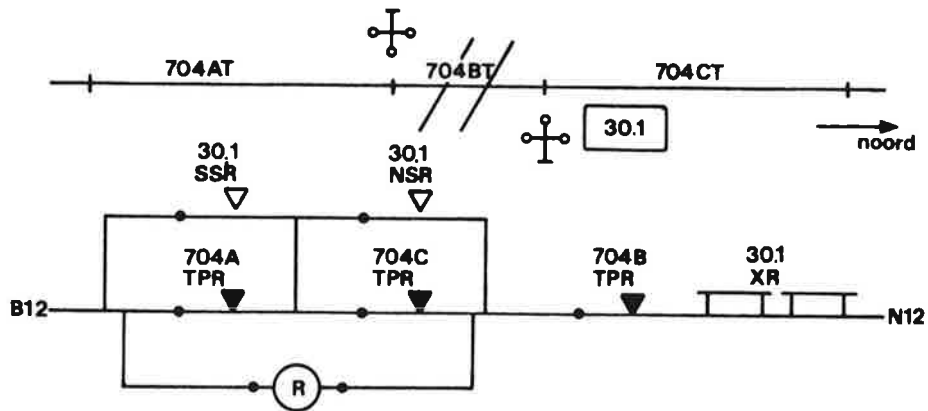 704AT
704BT
704CT
30.1
noord
30.1
SSR
30.1
NSR
704A
TPR
704C
TPR
704B
TPR
30.1
XR
B12
N12
R